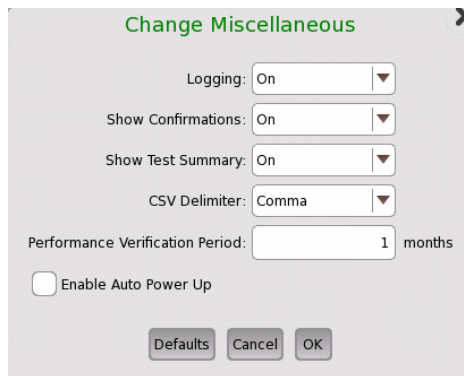 Change Miscellaneous
Logging: On
Show Confirmations: On
Show Test Summary: On
CSV Delimiter: Comma
Performance Verification Period: 1 months
Enable Auto Power Up
Defaults Cancel OK